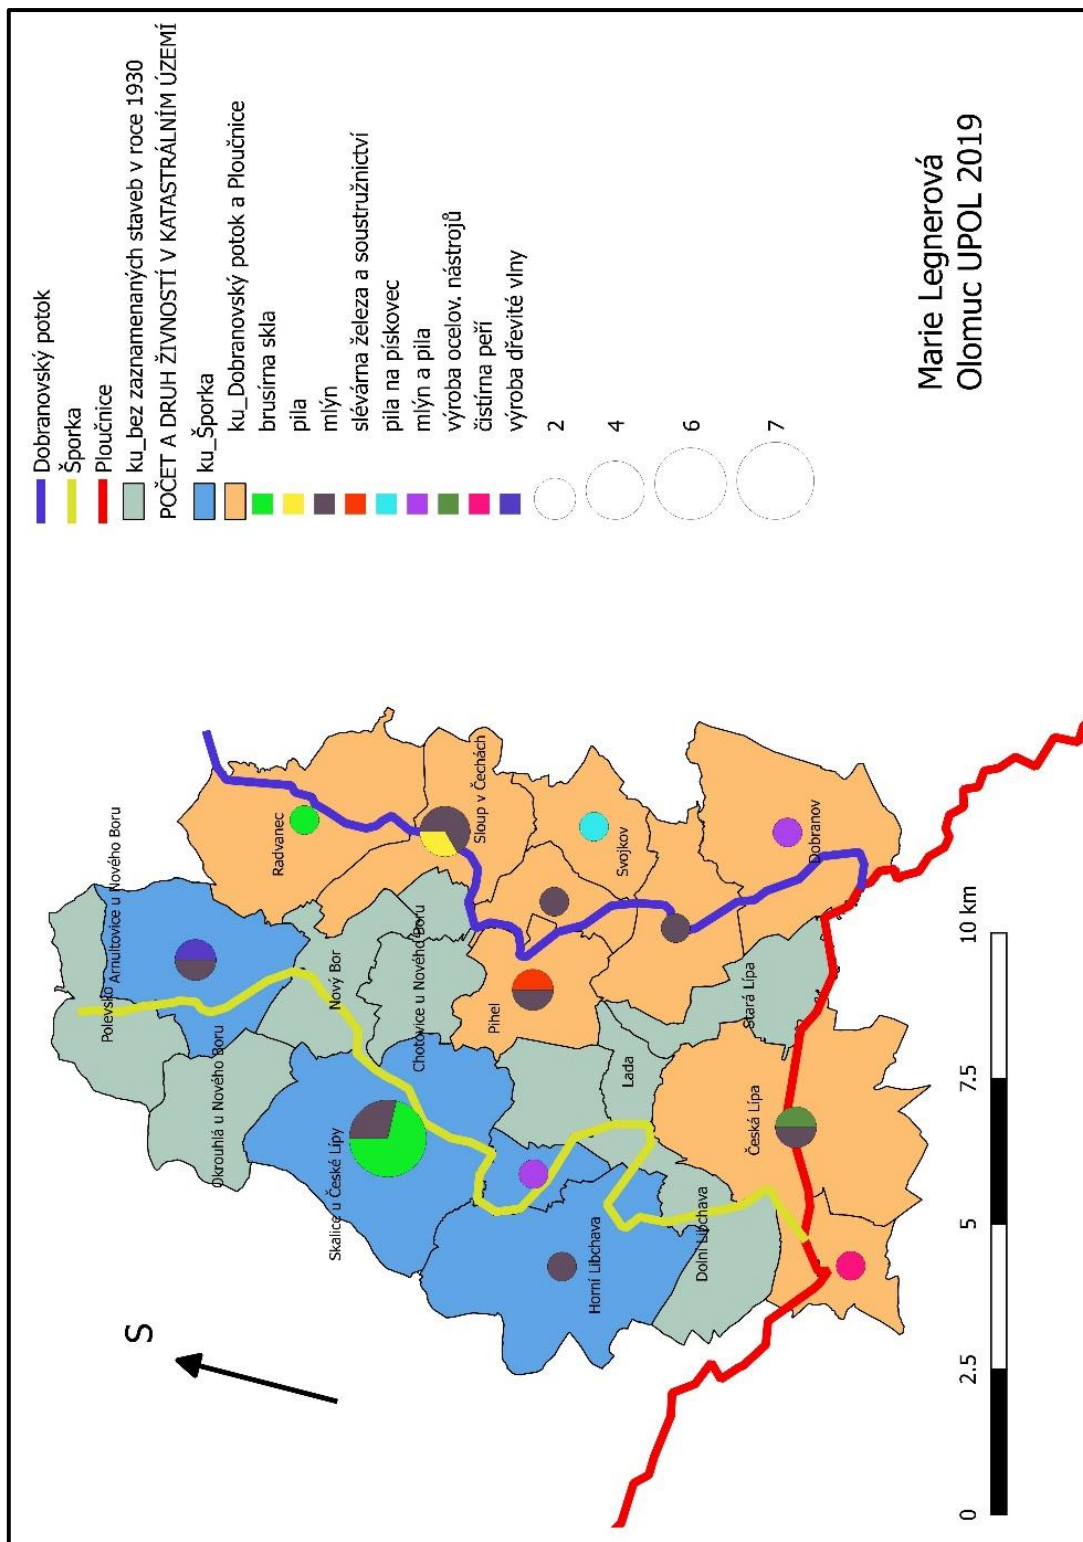 Dobranovský potok
Šporka
Ploučnice
ku_bez zaznamenaných staveb v roce 1930
POČET A DRUH ŽIVNOSTÍ V KATASTRÁLNÍM ÚZEMÍ
ku_Šporka
ku_Dobranovský potok a Ploučnice
brusírna skla
pila
mlýn
slévárna železa a soustružnictví
pila na pískovec
mlýn a pila
výroba ocelov. nástrojů
čistírna peří
výroba dřevité vlny
2
4
6
7
Marie Legnerová
Olomuc UPOL 2019
S
Polevsko
Arnultovice u Nového Boru
Okrouhlá u Nového Boru
Radvanec
Nový Bor
Skalice u České Lípy
Chotovice u Nového Boru
Sloup v Čechách
Pihel
Svojkov
Horní Libchava
Lada
Dolní Libchava
Stará Lípa
Česká Lípa
Dobranov
0
2.5
5
7.5
10 km